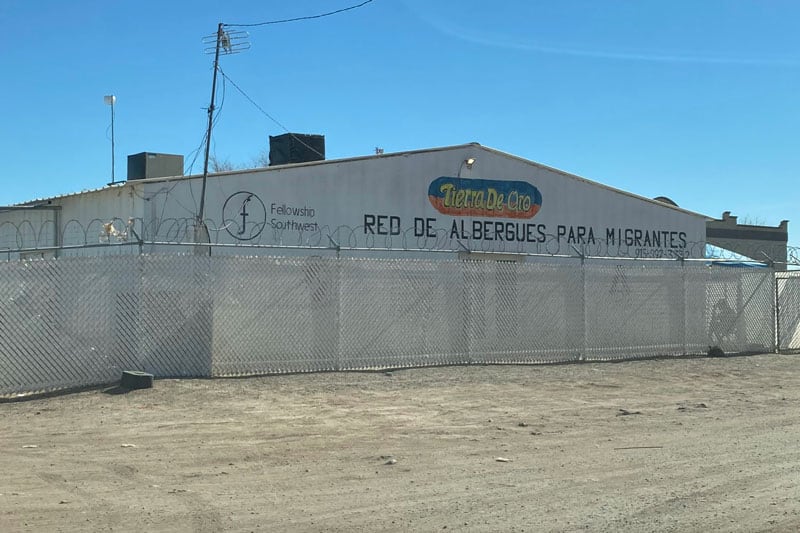 f
Fellowship
Southwest
Tierra De Oro
RED DE ALBERGUES PARA MIGRANTES